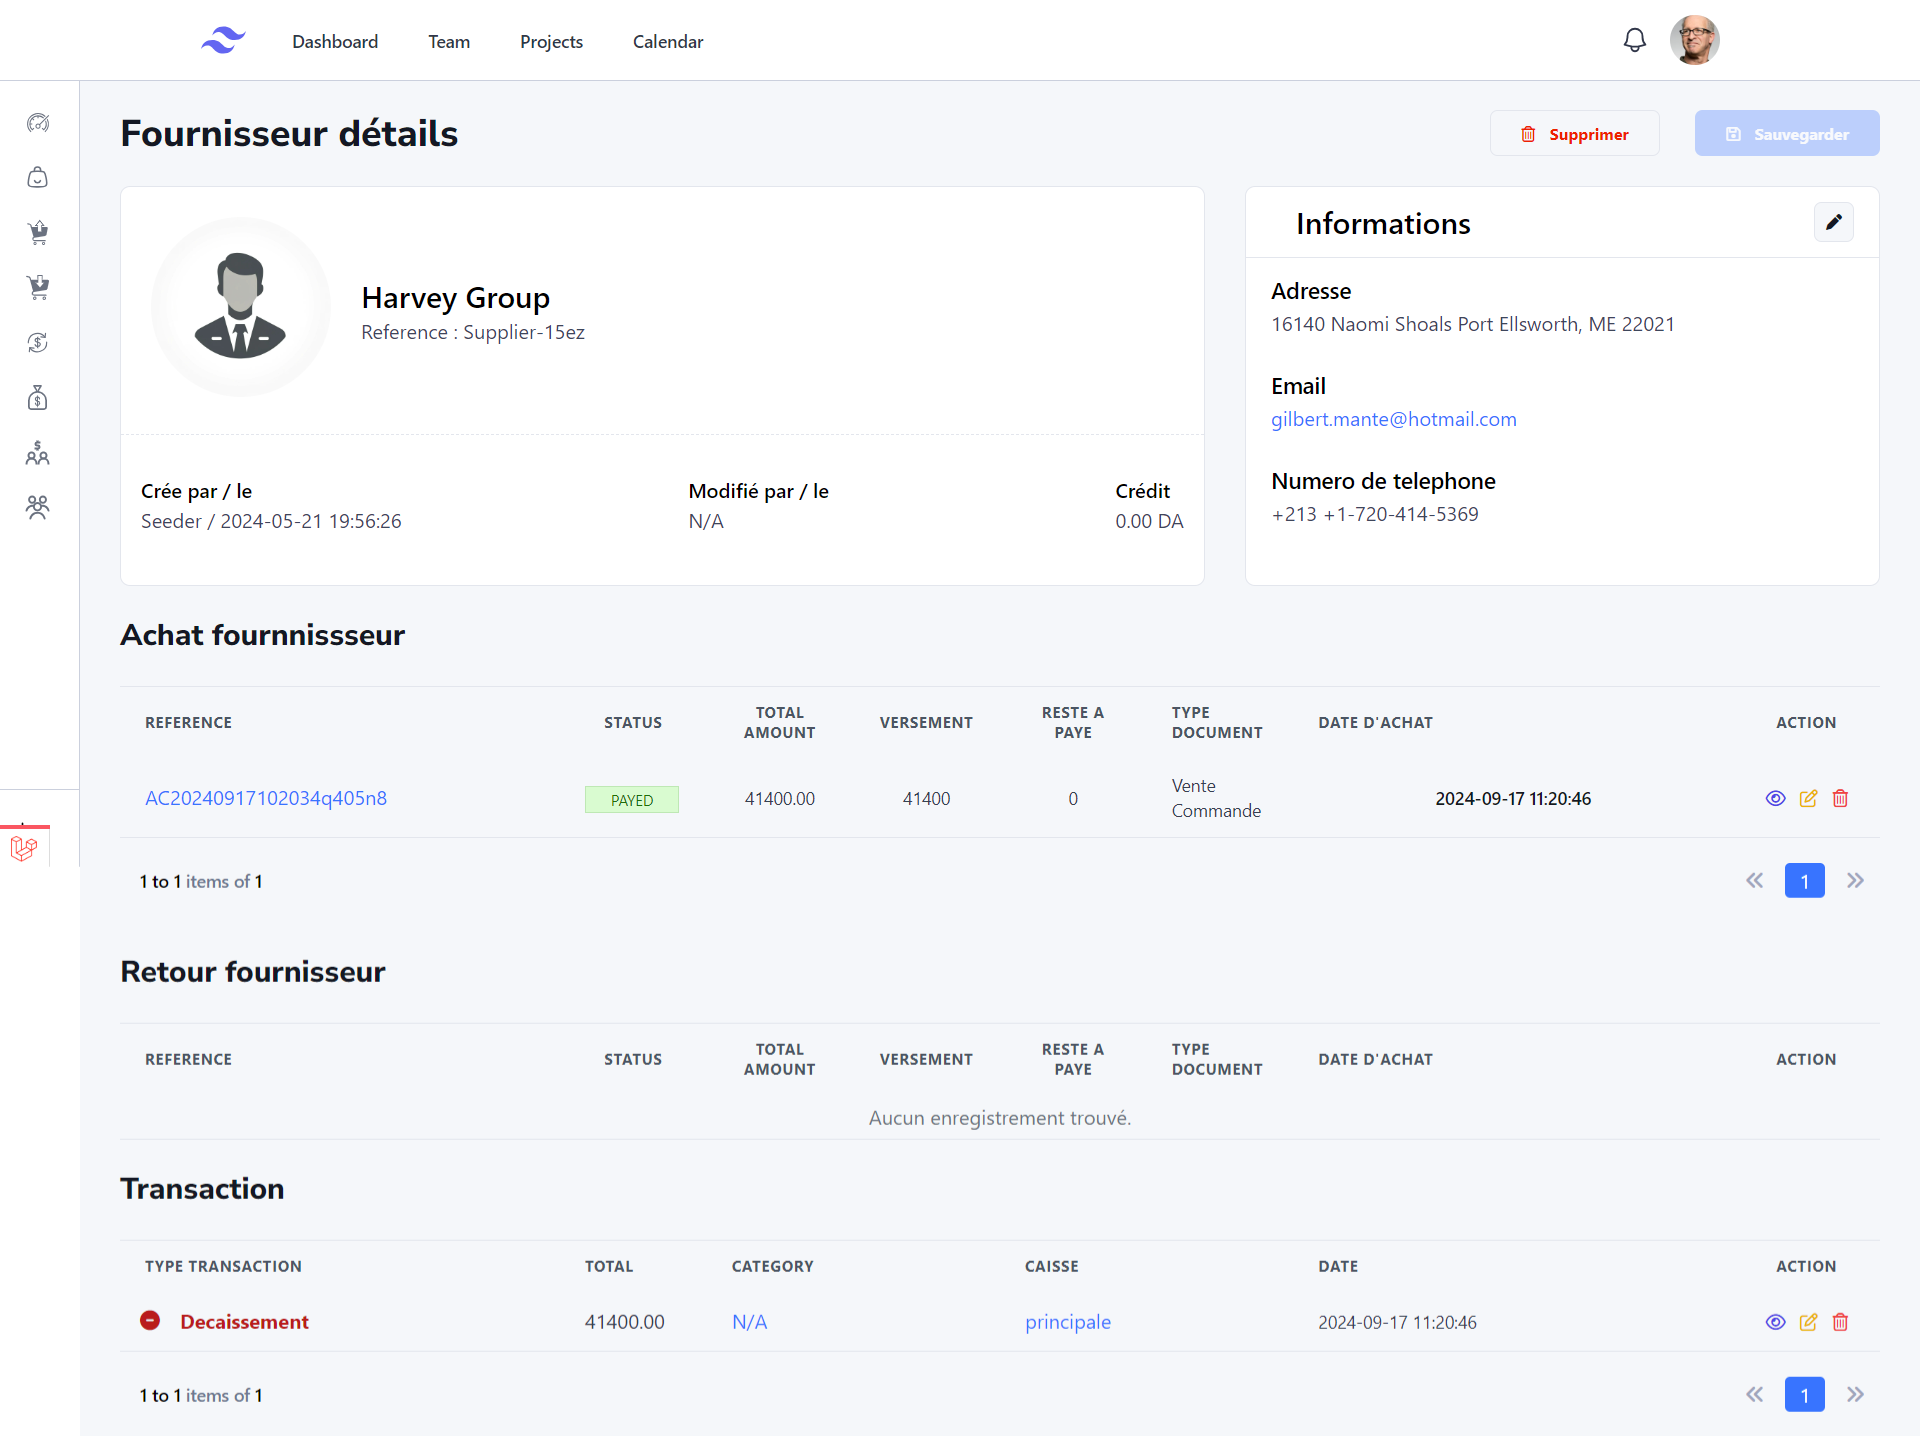 Dashboard Team Projects Calendar
Fournisseur détails
Supprimer
Sauvegarder
Harvey Group
Reference : Supplier-15ez
Crée par / le
Seeder / 2024-05-21 19:56:26
Modifié par / le
N/A
Crédit
0.00 DA
Informations
Adresse
16140 Naomi Shoals Port Ellsworth, ME 22021
Email
gilbert.mante@hotmail.com
Numero de telephone
+213 +1-720-414-5369
Achat fournnissseur
REFERENCE STATUS TOTAL AMOUNT VERSEMENT RESTE A PAYE TYPE DOCUMENT DATE D'ACHAT ACTION
AC20240917102034q405n8 PAYED 41400.00 41400 0 Vente Commande 2024-09-17 11:20:46
1 to 1 items of 1
1
Retour fournisseur
REFERENCE STATUS TOTAL AMOUNT VERSEMENT RESTE A PAYE TYPE DOCUMENT DATE D'ACHAT ACTION
Aucun enregistrement trouvé.
Transaction
TYPE TRANSACTION TOTAL CATEGORY CAISSE DATE ACTION
Decaissement 41400.00 N/A principale 2024-09-17 11:20:46
1 to 1 items of 1
1